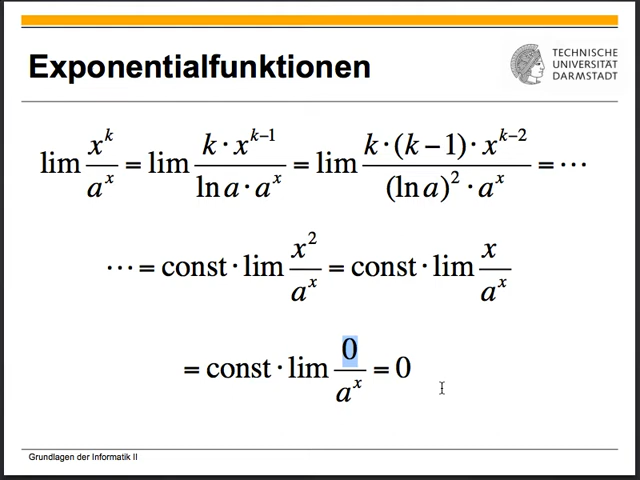 Exponentialfunktionen
TECHNISCHE
UNIVERSITÄT
DARMSTADT
lim x^k / a^x = lim k · x^(k−1) / ln a · a^x = lim k · (k − 1) · x^(k−2) / (ln a)^2 · a^x = ⋯
⋯ = const · lim x^2 / a^x = const · lim x / a^x
= const · lim 0 / a^x = 0
Grundlagen der Informatik II